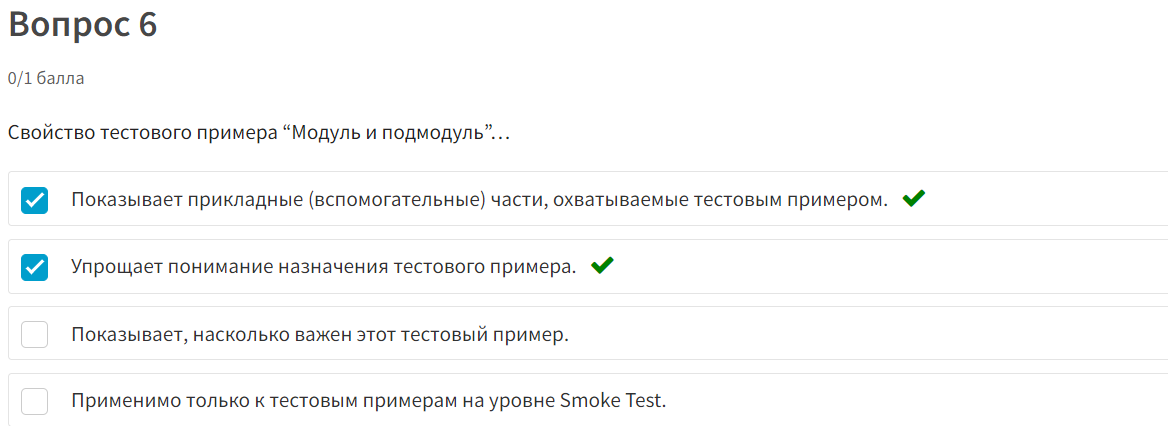 Вопрос 6
0/1 балла
Свойство тестового примера “Модуль и подмодуль”…
Показывает прикладные (вспомогательные) части, охватываемые тестовым примером.
Упрощает понимание назначения тестового примера.
Показывает, насколько важен этот тестовый пример.
Применимо только к тестовым примерам на уровне Smoke Test.